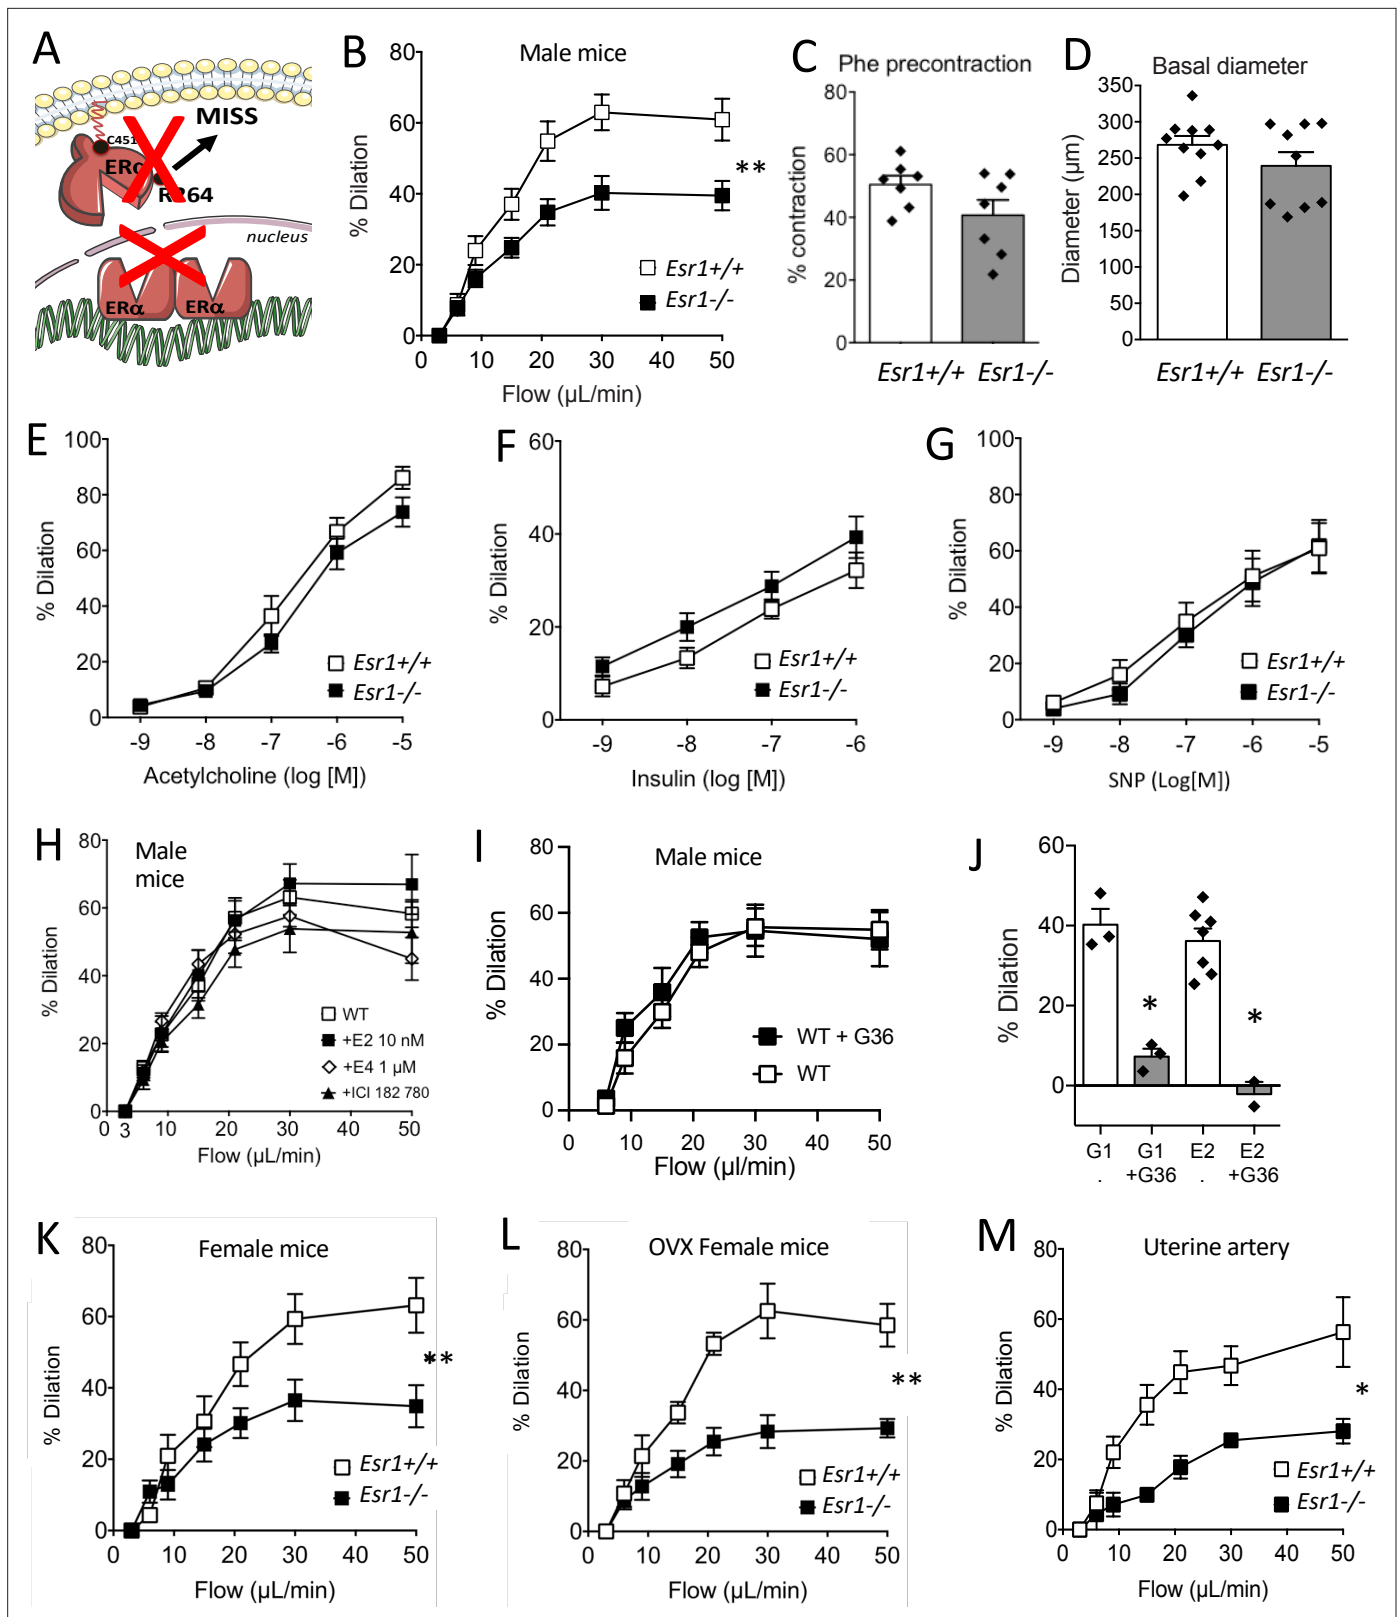 A
MISS
C451
ERα
R264
nucleus
ERα ERα
B
Male mice
% Dilation
80
60
40
20
0
**
Esr1+/+
Esr1-/-
0 10 20 30 40 50
Flow (µL/min)
C
Phe precontraction
% contraction
80
60
40
20
0
Esr1+/+ Esr1-/-
D
Basal diameter
Diameter (µm)
350
300
250
200
150
100
50
0
Esr1+/+ Esr1-/-
E
% Dilation
100
80
60
40
20
0
Esr1+/+
Esr1-/-
-9 -8 -7 -6 -5
Acetylcholine (log [M])
F
% Dilation
60
40
20
0
Esr1+/+
Esr1-/-
-9 -8 -7 -6
Insulin (log [M])
G
% Dilation
100
80
60
40
20
0
Esr1+/+
Esr1-/-
-9 -8 -7 -6 -5
SNP (Log[M])
H
Male
mice
% Dilation
80
60
40
20
0
WT
+E2 10 nM
+E4 1 µM
+ICI 182 780
0 3 10 20 30 40 50
Flow (µL/min)
I
Male mice
% Dilation
80
60
40
20
0
WT + G36
WT
0 10 20 30 40 50
Flow (µl/min)
J
% Dilation
60
40
20
0
* *
G1 G1 E2 E2
. +G36 . +G36
K
Female mice
% Dilation
80
60
40
20
0
**
Esr1+/+
Esr1-/-
0 10 20 30 40 50
Flow (µL/min)
L
OVX Female mice
% Dilation
80
60
40
20
0
**
Esr1+/+
Esr1-/-
0 10 20 30 40 50
Flow (µL/min)
M
Uterine artery
% Dilation
80
60
40
20
0
*
Esr1+/+
Esr1-/-
0 10 20 30 40 50
Flow (µL/min)